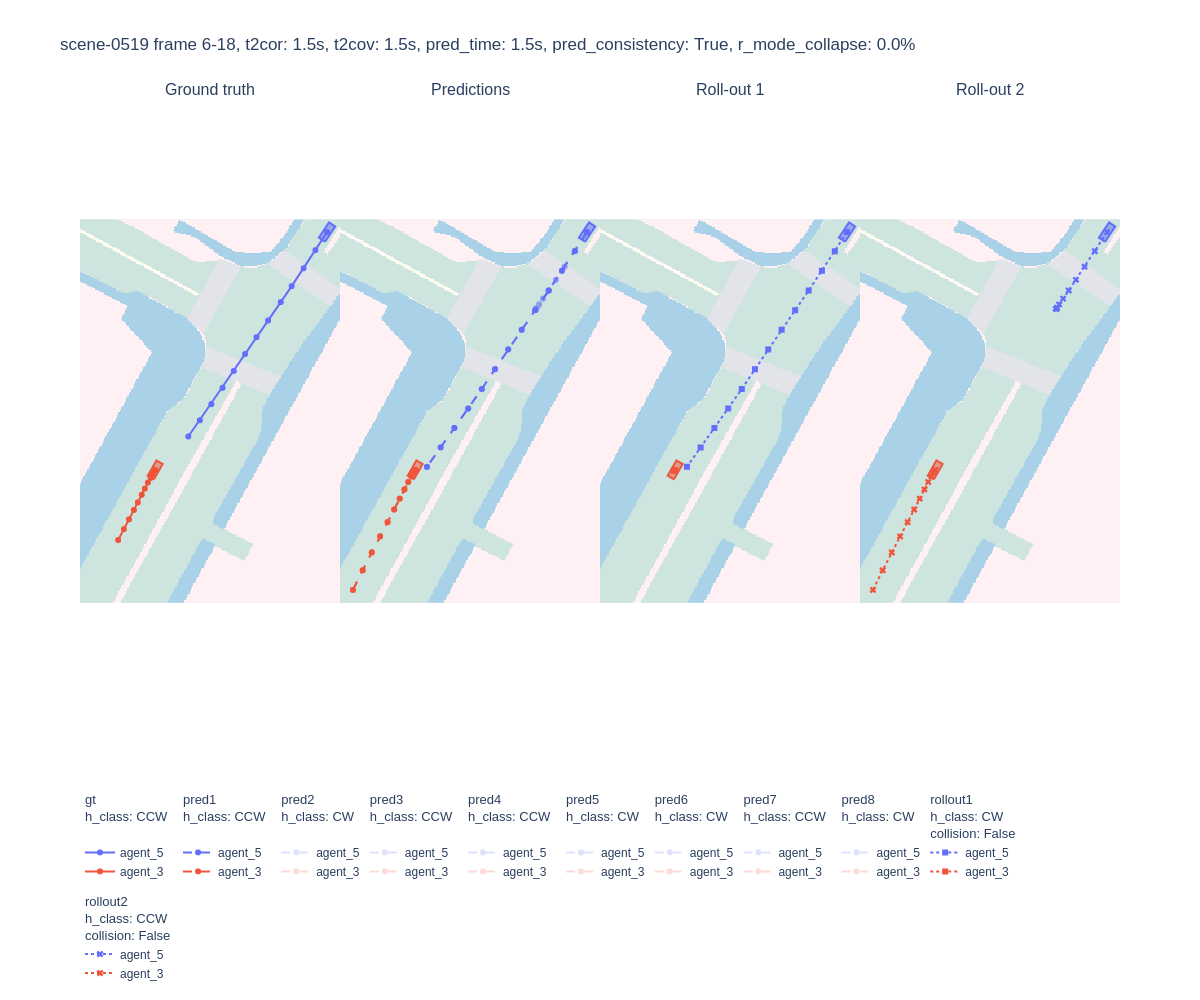 scene-0519 frame 6-18, t2cor: 1.5s, t2cov: 1.5s, pred_time: 1.5s, pred_consistency: True, r_mode_collapse: 0.0%
Ground truth
Predictions
Roll-out 1
Roll-out 2
gt
h_class: CCW
agent_5
agent_3
pred1
h_class: CCW
agent_5
agent_3
pred2
h_class: CW
agent_5
agent_3
pred3
h_class: CCW
agent_5
agent_3
pred4
h_class: CCW
agent_5
agent_3
pred5
h_class: CW
agent_5
agent_3
pred6
h_class: CW
agent_5
agent_3
pred7
h_class: CCW
agent_5
agent_3
pred8
h_class: CW
agent_5
agent_3
rollout1
h_class: CW
collision: False
agent_5
agent_3
rollout2
h_class: CCW
collision: False
agent_5
agent_3